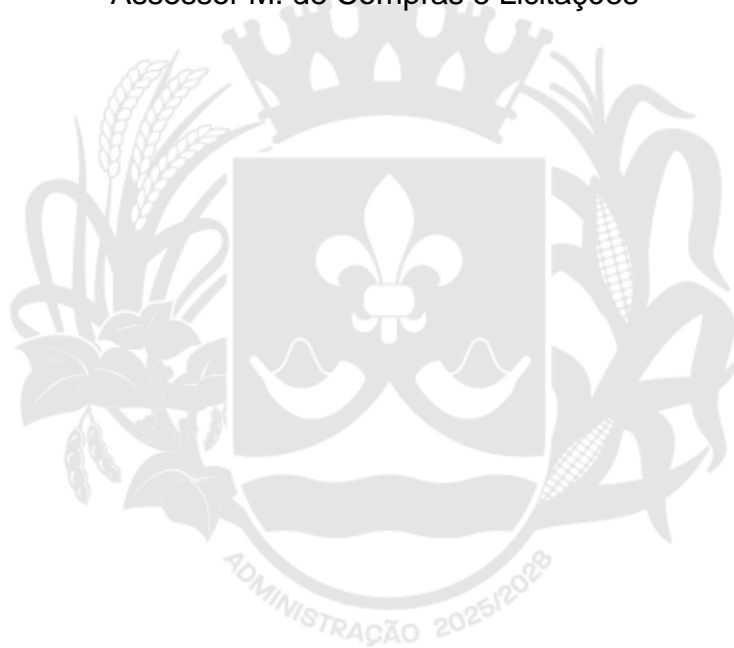 Assessor M. de Compras e Licitações
ADMINISTRAÇÃO 2025/2028